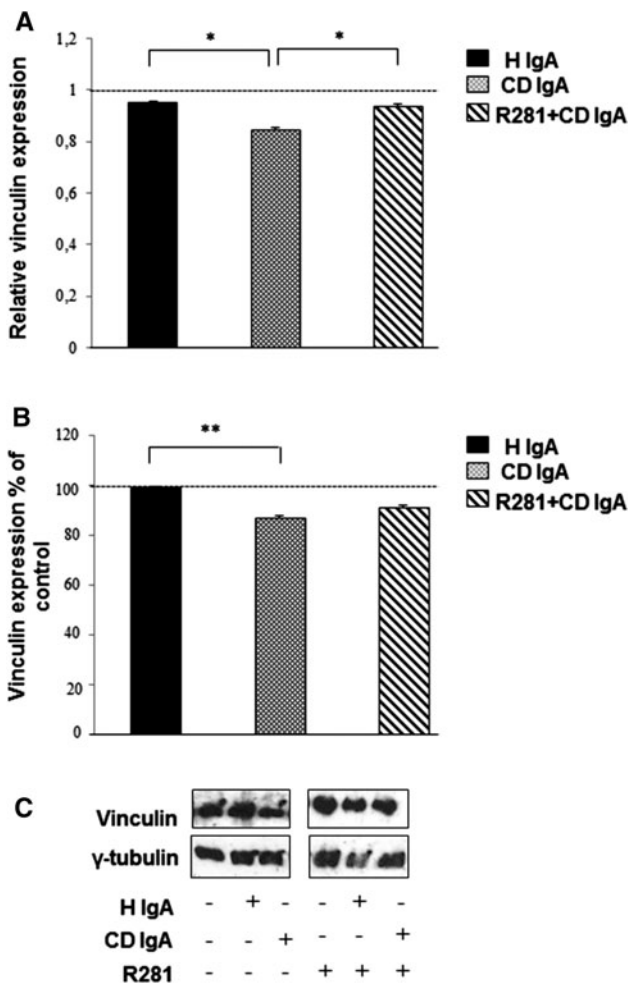 A
*
*
1,2
1
0,8
0,6
0,4
0,2
0
Relative vinculin expression
H IgA
CD IgA
R281+CD IgA
B
**
120
100
80
60
40
20
0
Vinculin expression % of
control
H IgA
CD IgA
R281+CD IgA
C
Vinculin
γ-tubulin
H IgA - + - - + -
CD IgA - - + - - +
R281 - - - + + +